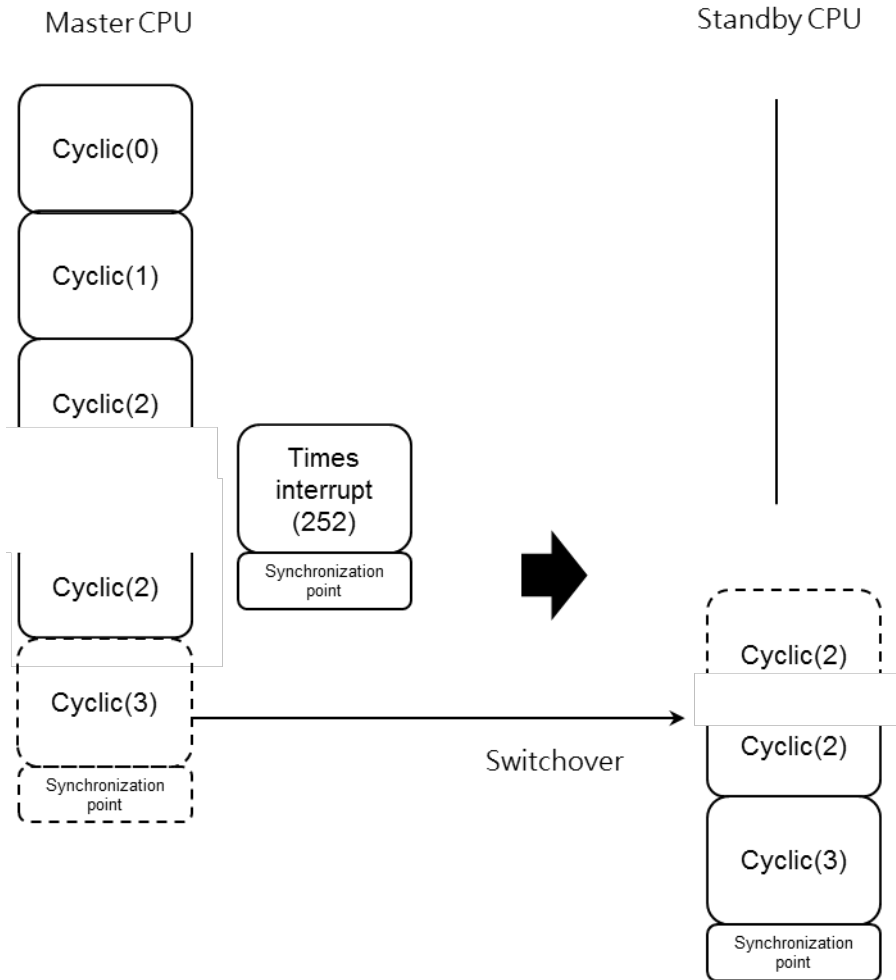 Master CPU
Standby CPU
Cyclic(0)
Cyclic(1)
Cyclic(2)
Times
interrupt
(252)
Synchronization
point
Cyclic(2)
Cyclic(3)
Synchronization
point
Switchover
Cyclic(2)
Cyclic(2)
Cyclic(3)
Synchronization
point